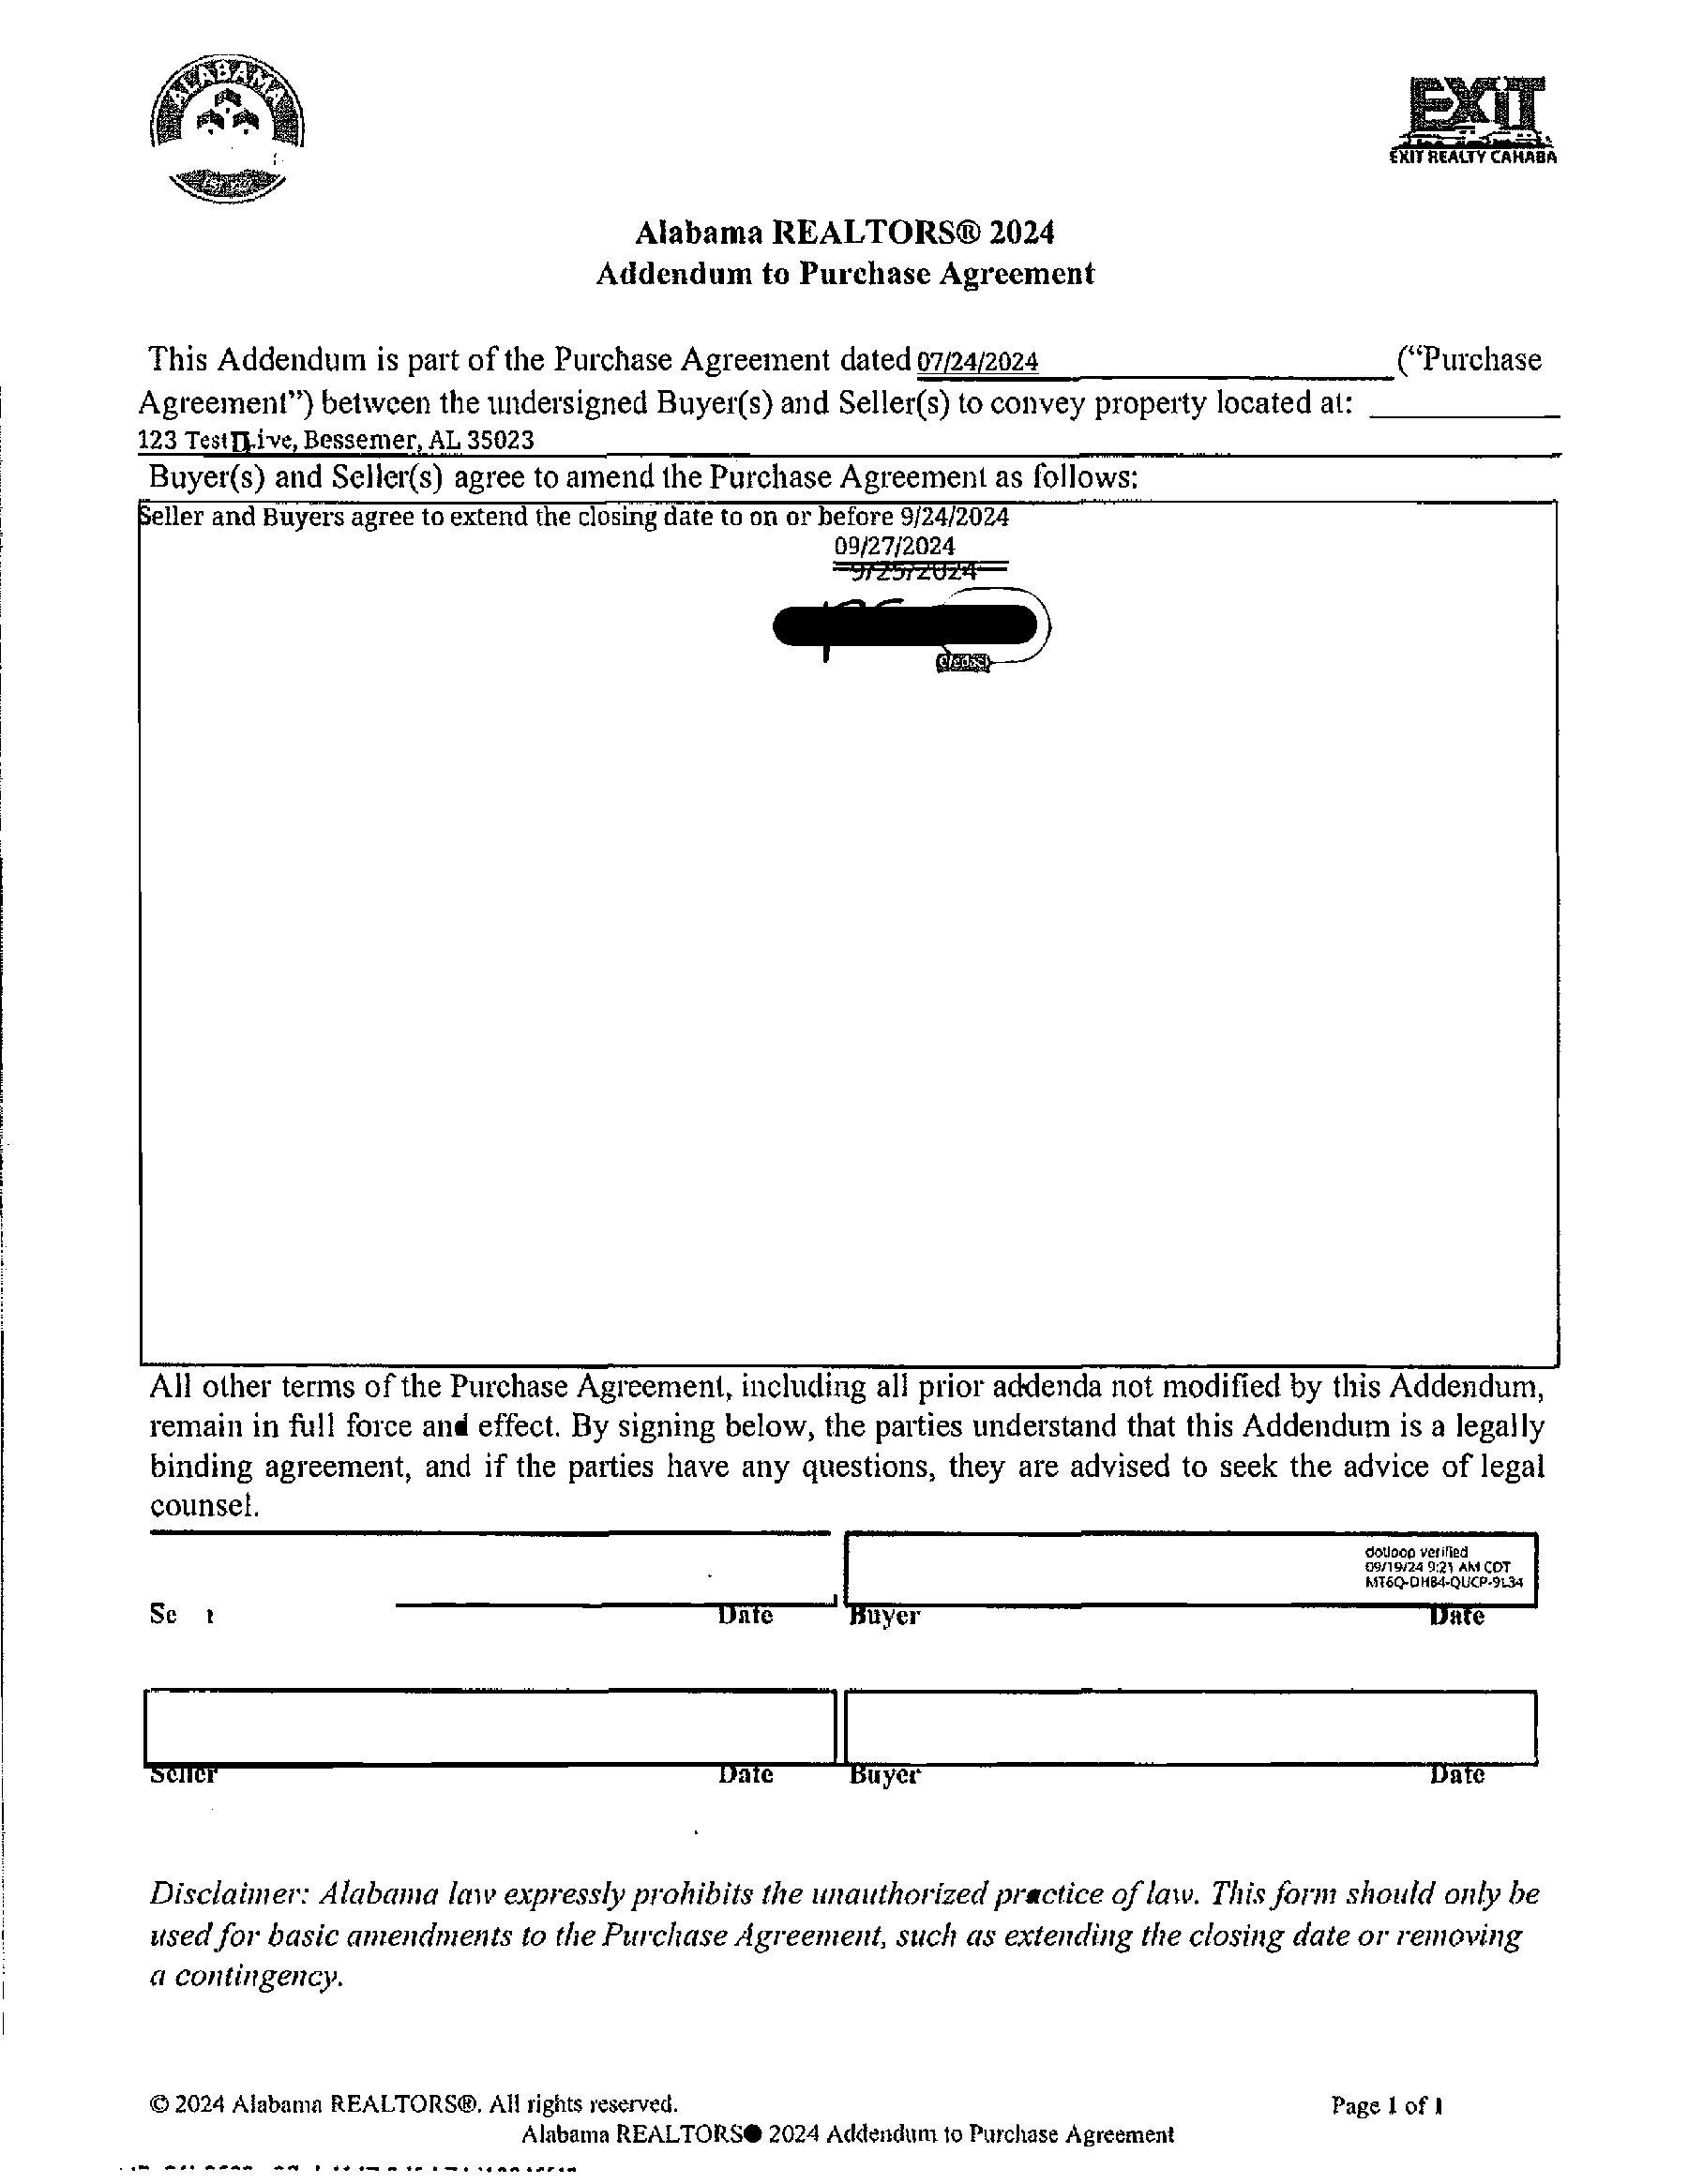 ALABAMA
EXIT
EXIT REALTY CAHABA
Alabama REALTORS® 2024
Addendum to Purchase Agreement
This Addendum is part of the Purchase Agreement dated 07/24/2024 (“Purchase
Agreement”) between the undersigned Buyer(s) and Seller(s) to convey property located at:
123 Test Bessemer, AL 35023
Buyer(s) and Seller(s) agree to amend the Purchase Agreement as follows:
Seller and Buyers agree to extend the closing date to on or before 9/24/2024
09/27/2024
9/25/2024
All other terms of the Purchase Agreement, including all prior addenda not modified by this Addendum,
remain in full force and effect. By signing below, the parties understand that this Addendum is a legally
binding agreement, and if the parties have any questions, they are advised to seek the advice of legal
counsel.
dotloop verified
09/19/24 9:21 AM CDT
MT6Q-DHB4-QUCP-9L34
Date Buyer Date
Seller Date Buyer Date
Disclaimer: Alabama law expressly prohibits the unauthorized practice of law. This form should only be
used for basic amendments to the Purchase Agreement, such as extending the closing date or removing
a contingency.
© 2024 Alabama REALTORS®. All rights reserved. Page 1 of 1
Alabama REALTORS● 2024 Addendum to Purchase Agreement